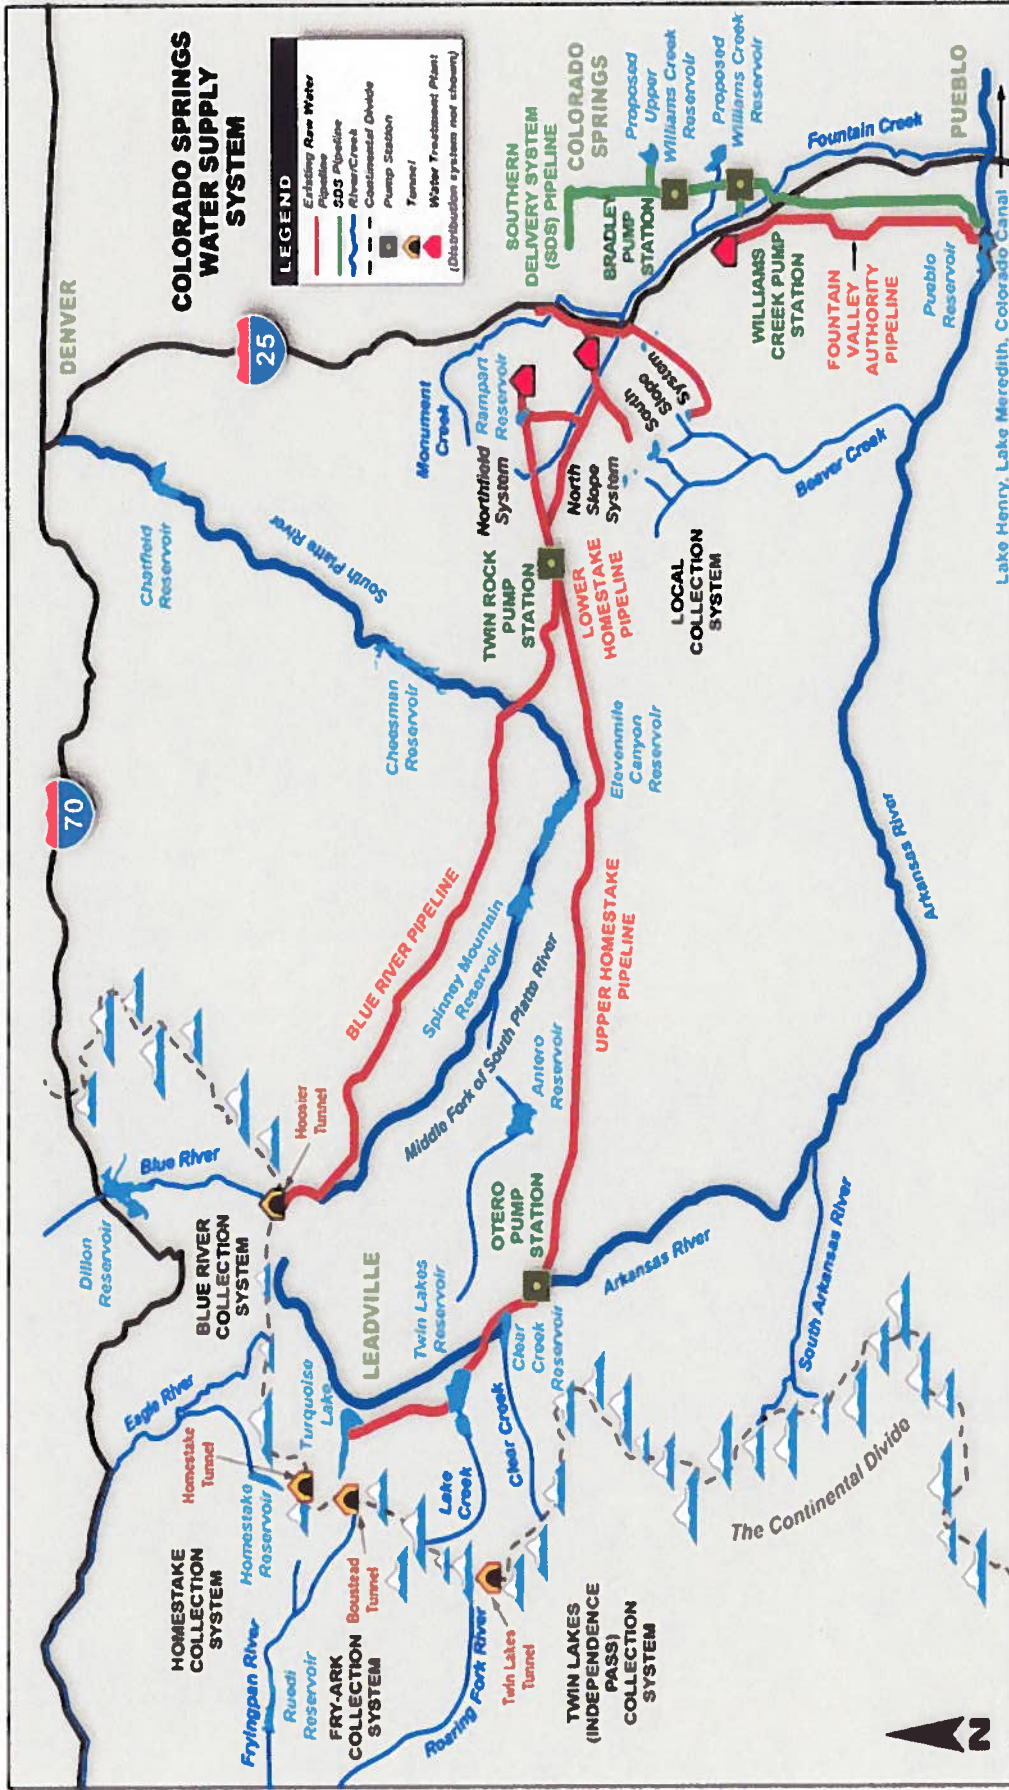 COLORADO SPRINGS
WATER SUPPLY
SYSTEM
LEGEND
Existing Raw Water
Pipeline
SDS Pipeline
River/Creek
Continental Divide
Pump Station
Tunnel
Water Treatment Plant
(Distribution system not shown)
DENVER
70
25
Dillon
Reservoir
Blue River
BLUE RIVER
COLLECTION
SYSTEM
Hoosier
Tunnel
Eagle River
Homestake
Tunnel
Homestake
Reservoir
HOMESTAKE
COLLECTION
SYSTEM
Turquoise
Lake
LEADVILLE
Fryingpan River
Ruedi
Reservoir
Boustead
Tunnel
FRY-ARK
COLLECTION
SYSTEM
Roaring Fork River
Twin Lakes
Tunnel
TWIN LAKES
(INDEPENDENCE
PASS)
COLLECTION
SYSTEM
Lake
Creek
Clear Creek
Twin Lakes
Reservoir
Clear
Creek
Reservoir
OTERO
PUMP
STATION
Arkansas River
South Arkansas River
The Continental Divide
Antero
Reservoir
Middle Fork of South Platte River
Spinney Mountain
Reservoir
BLUE RIVER PIPELINE
UPPER HOMESTAKE
PIPELINE
Elevenmile
Canyon
Reservoir
Cheesman
Reservoir
South Platte River
Chatfield
Reservoir
TWIN ROCK
PUMP
STATION
LOWER
HOMESTAKE
PIPELINE
LOCAL
COLLECTION
SYSTEM
Northfield
System
North
Slope
System
South
Slope
System
Monument
Creek
Rampart
Reservoir
Beaver Creek
Arkansas River
SOUTHERN
DELIVERY SYSTEM
(SDS) PIPELINE
COLORADO
SPRINGS
Proposed
Upper
Williams Creek
Reservoir
Proposed
Williams Creek
Reservoir
BRADLEY
PUMP
STATION
WILLIAMS
CREEK PUMP
STATION
FOUNTAIN
VALLEY
AUTHORITY
PIPELINE
Fountain Creek
PUEBLO
Pueblo
Reservoir
Lake Henry, Lake Meredith, Colorado Canal
N